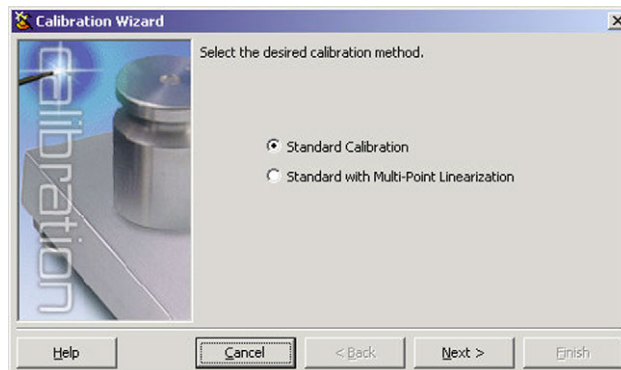 Calibration Wizard
Select the desired calibration method.
calibration
Standard Calibration
Standard with Multi-Point Linearization
Help
Cancel
< Back
Next >
Finish